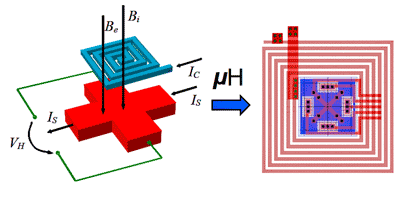 B_e
B_i
I_C
I_S
I_S
V_H
μH